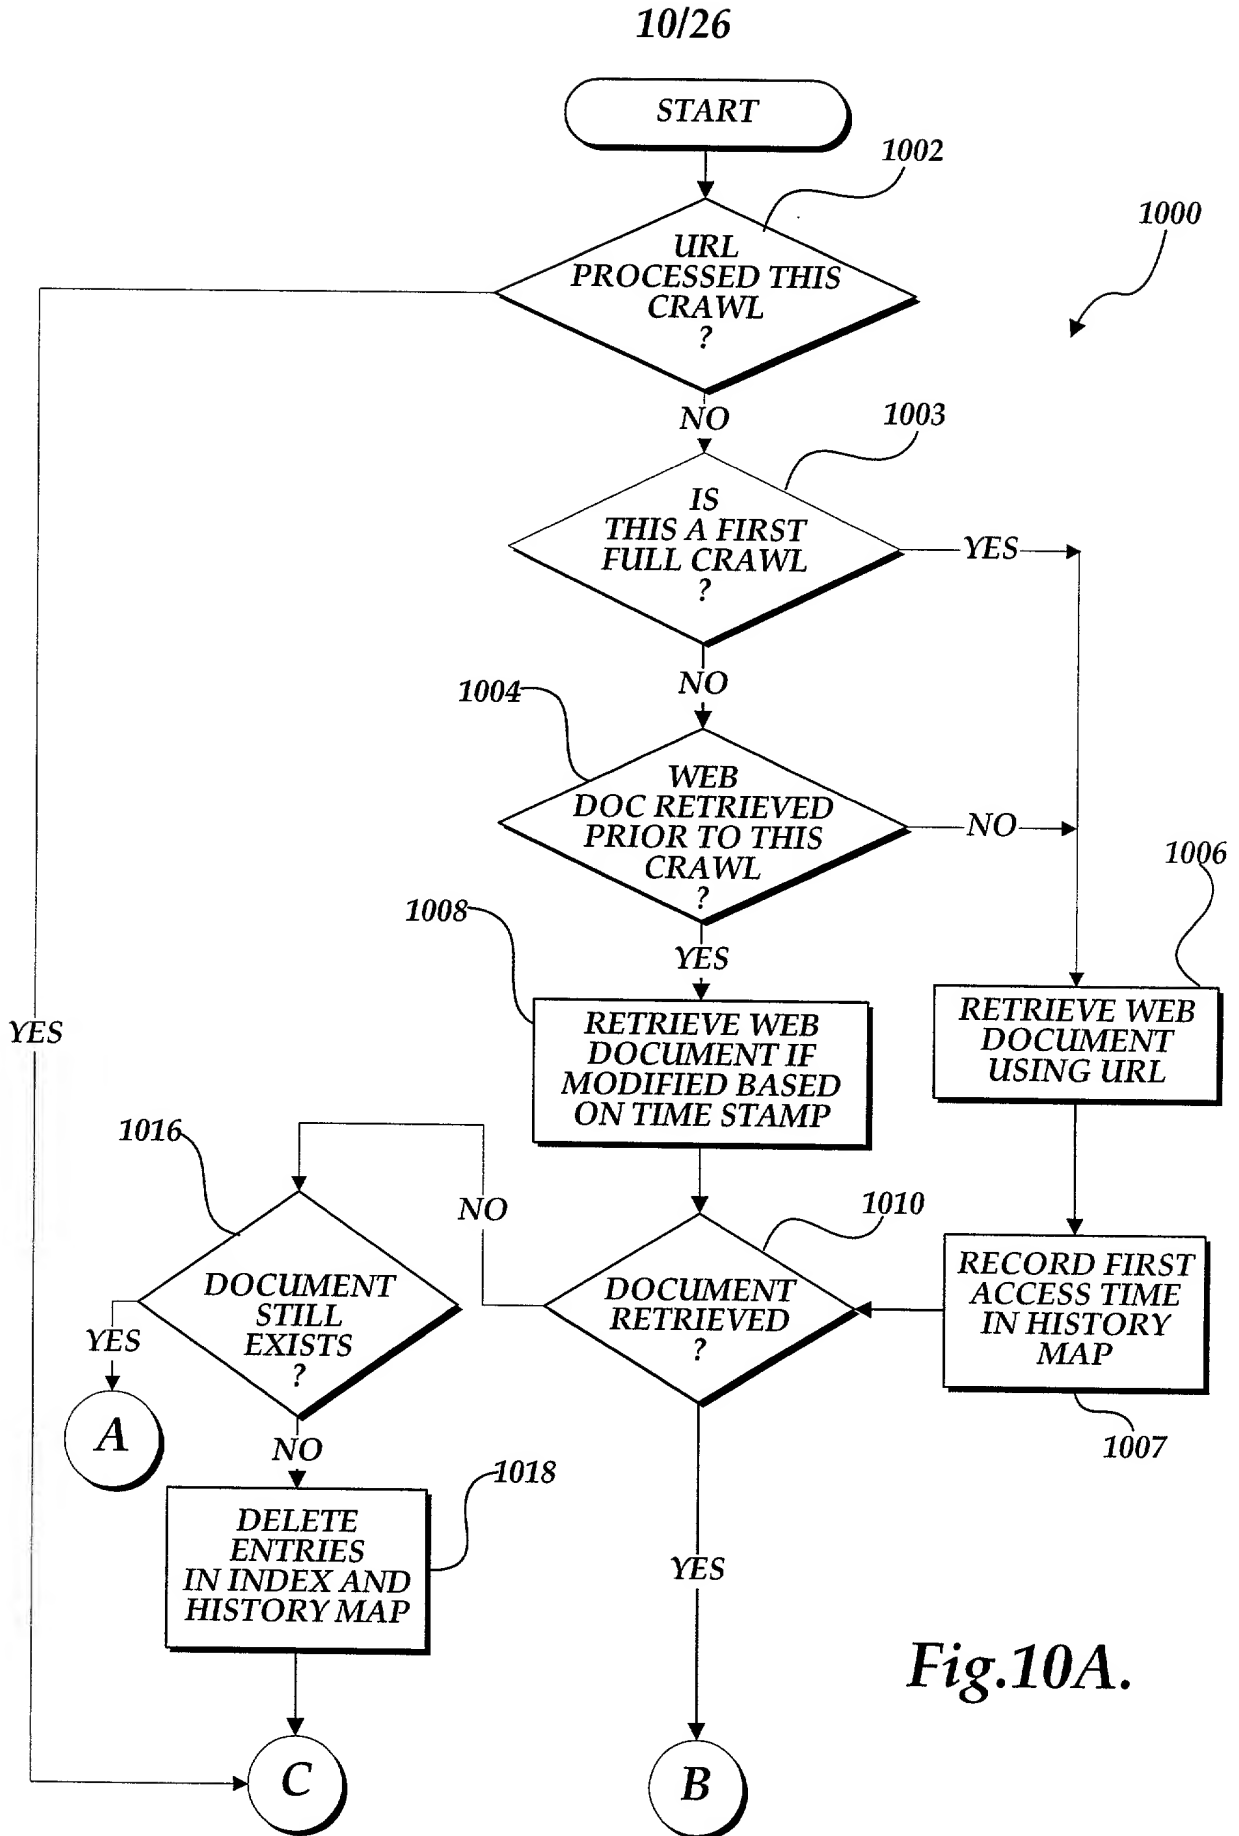 10/26
START
1002
1000
URL
PROCESSED THIS
CRAWL
?
NO
1003
IS
THIS A FIRST
FULL CRAWL
?
YES
NO
1004
WEB
DOC RETRIEVED
PRIOR TO THIS
CRAWL
?
NO
1006
1008
YES
RETRIEVE WEB
DOCUMENT IF
MODIFIED BASED
ON TIME STAMP
RETRIEVE WEB
DOCUMENT
USING URL
YES
1016
NO
1010
DOCUMENT
STILL
EXISTS
?
DOCUMENT
RETRIEVED
?
RECORD FIRST
ACCESS TIME
IN HISTORY
MAP
YES
A
1007
NO
1018
DELETE
ENTRIES
IN INDEX AND
HISTORY MAP
YES
Fig.10A.
C
B